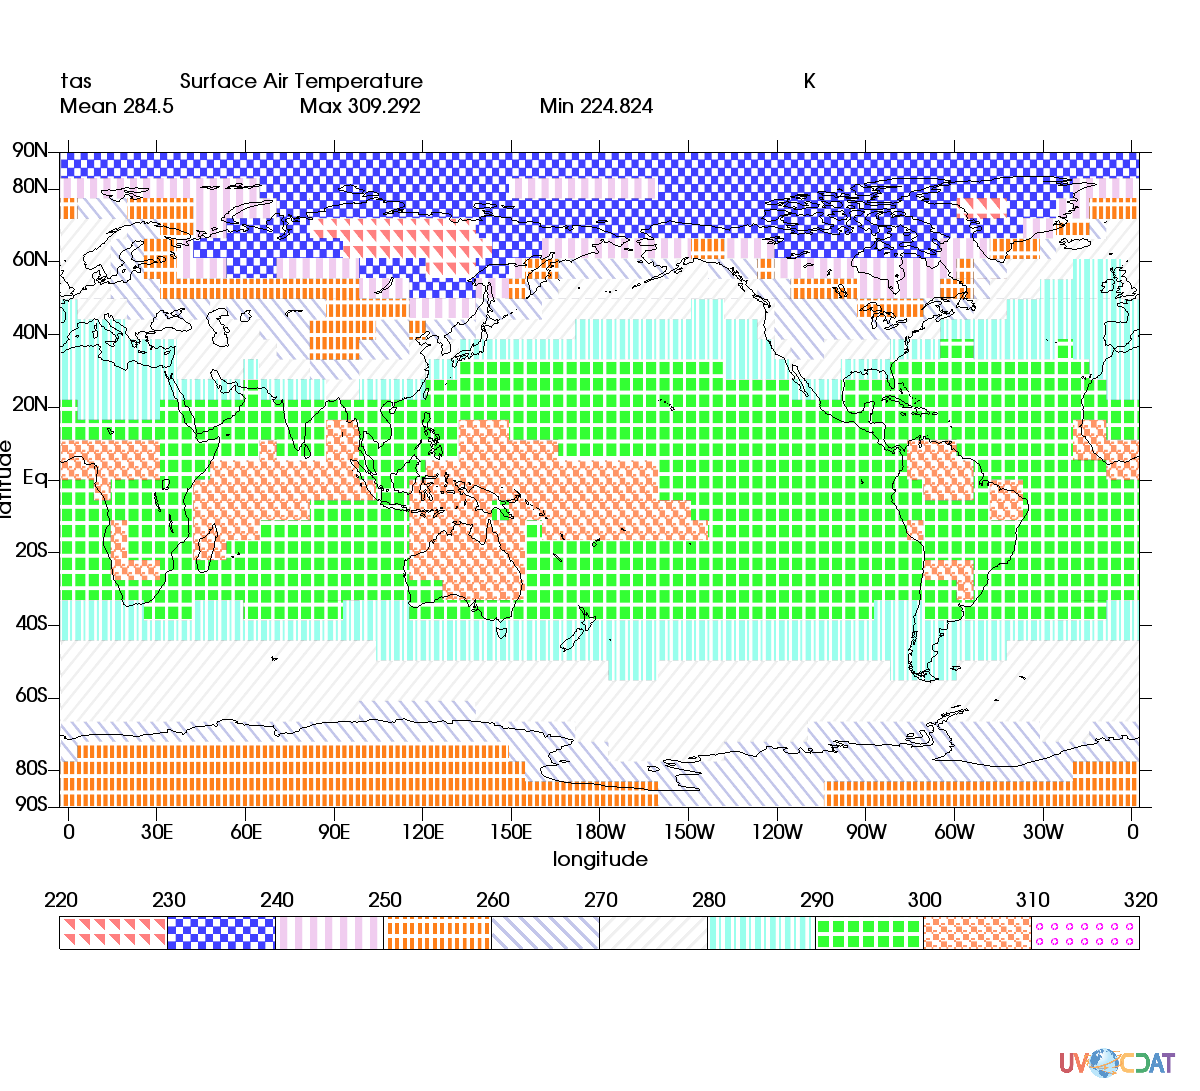 tas Surface Air Temperature K
Mean 284.5 Max 309.292 Min 224.824
90N
80N
60N
40N
20N
Eq
20S
40S
60S
80S
90S
latitude
0 30E 60E 90E 120E 150E 180W 150W 120W 90W 60W 30W 0
longitude
220 230 240 250 260 270 280 290 300 310 320
UV CDAT